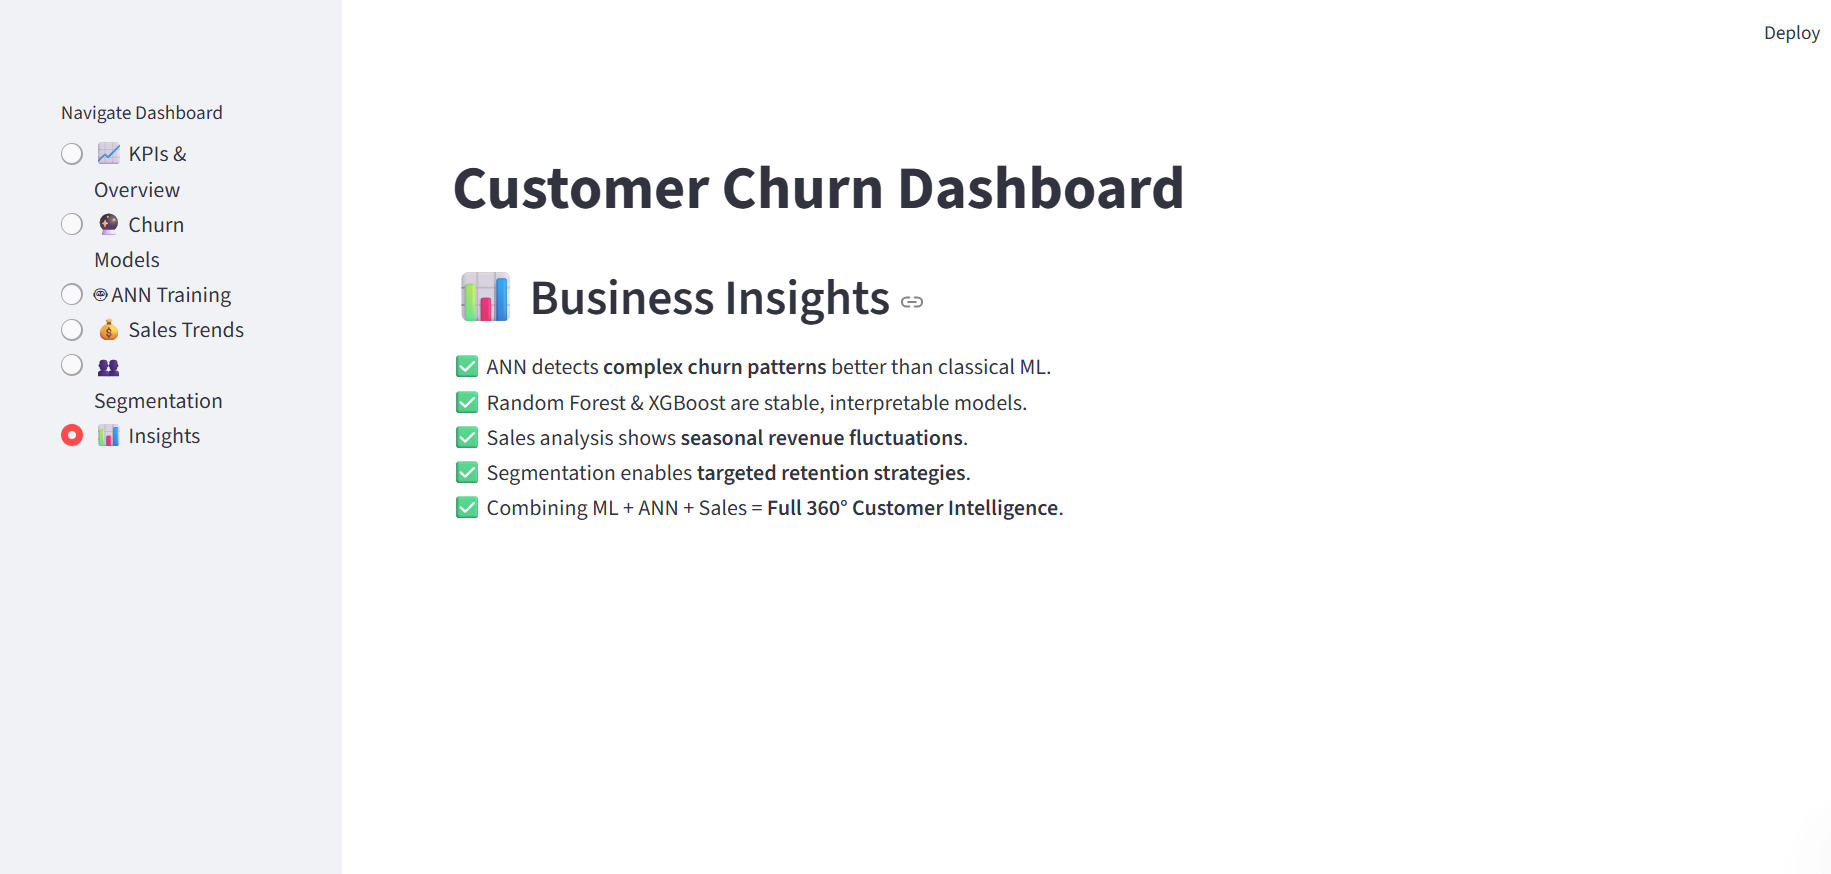 Deploy
Navigate Dashboard
📈 KPIs &
Overview
🔮 Churn
Models
🤖 ANN Training
💰 Sales Trends
👥
Segmentation
📊 Insights
Customer Churn Dashboard
📊 Business Insights
✅ ANN detects complex churn patterns better than classical ML.
✅ Random Forest & XGBoost are stable, interpretable models.
✅ Sales analysis shows seasonal revenue fluctuations.
✅ Segmentation enables targeted retention strategies.
✅ Combining ML + ANN + Sales = Full 360° Customer Intelligence.